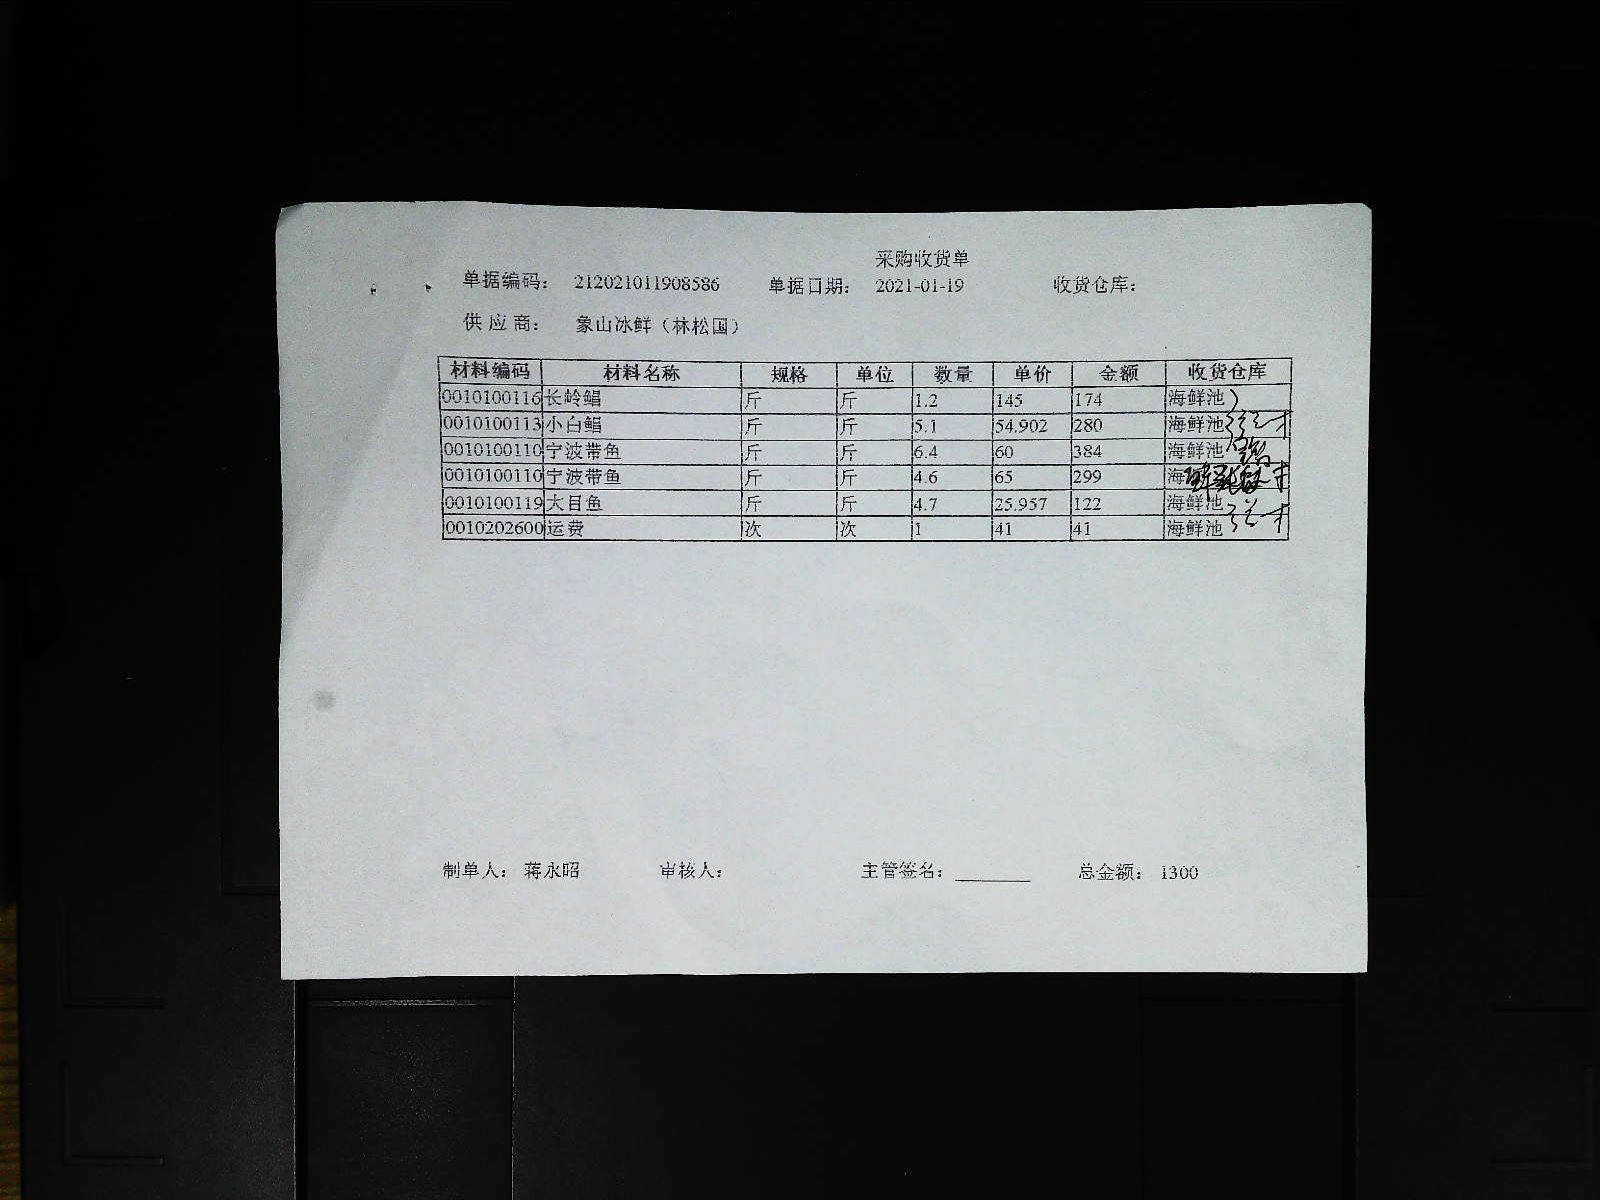 采购收货单
单据编码： 212021011908586 单据日期： 2021-01-19 收货仓库：
供 应 商： 象山冰鲜（林松国）
材料编码 材料名称 规格 单位 数量 单价 金额 收货仓库
0010100116 长岭鲳 斤 斤 1.2 145 174 海鲜池
0010100113 小白鲳 斤 斤 5.1 54.902 280 海鲜池
0010100110 宁波带鱼 斤 斤 6.4 60 384 海鲜池
0010100110 宁波带鱼 斤 斤 4.6 65 299 海
0010100119 大目鱼 斤 斤 4.7 25.957 122 海鲜池
0010202600 运费 次 次 1 41 41 海鲜池
制单人： 蒋永昭 审核人： 主管签名： 总金额： 1300